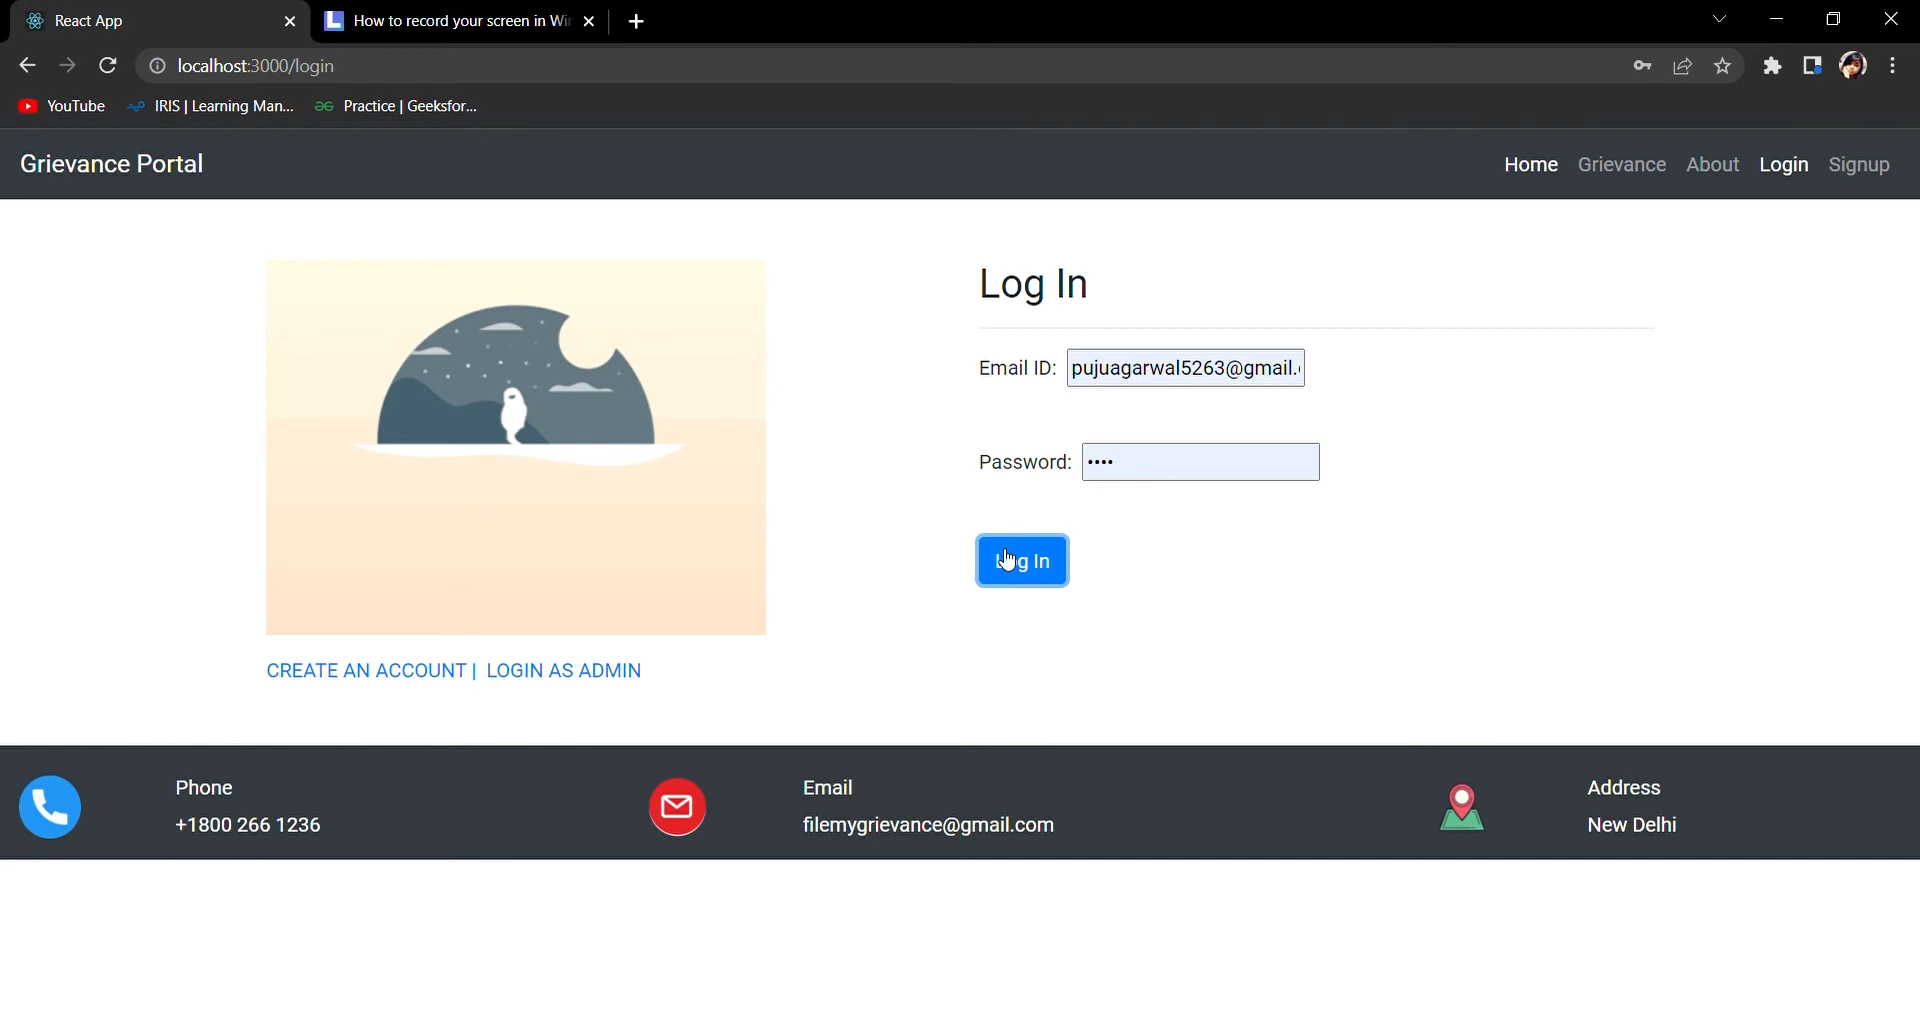 React App
How to record your screen in Wi
localhost:3000/login
YouTube
IRIS | Learning Man...
Practice | Geeksfor...
Grievance Portal
Home Grievance About Login Signup
Log In
Email ID: pujuagarwal5263@gmail.
Password: ••••
Log In
CREATE AN ACCOUNT | LOGIN AS ADMIN
Phone
+1800 266 1236
Email
filemygrievance@gmail.com
Address
New Delhi